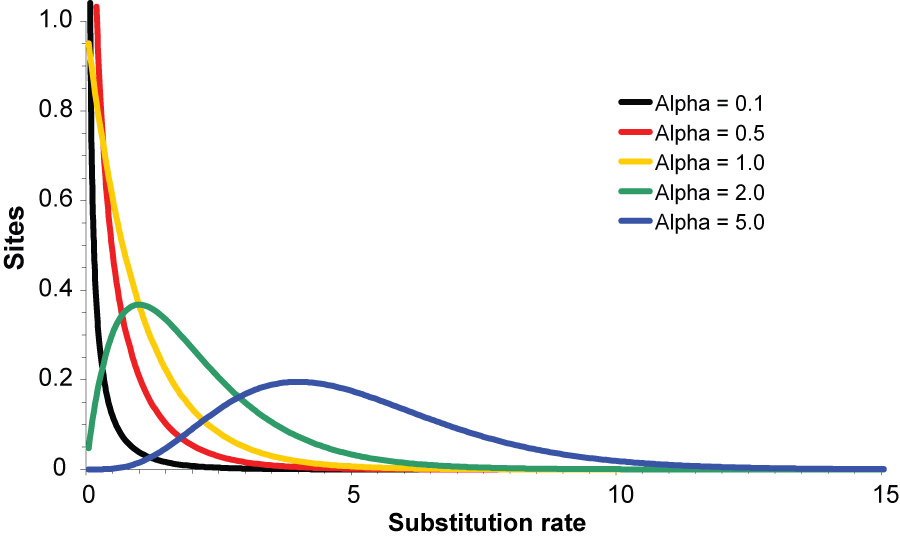 1.0
0.8
0.6
0.4
0.2
0
Sites
Alpha = 0.1
Alpha = 0.5
Alpha = 1.0
Alpha = 2.0
Alpha = 5.0
0 5 10 15
Substitution rate